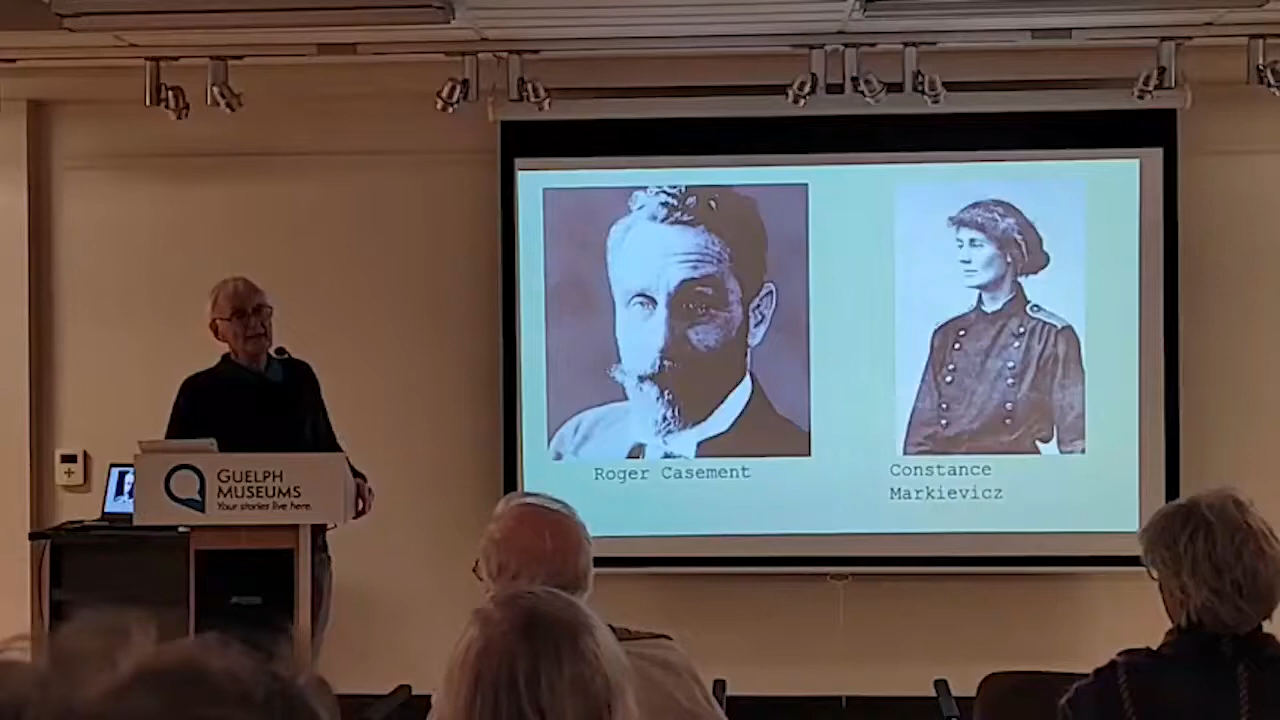 GUELPH
MUSEUMS
Your stories live here.
Roger Casement
Constance
Markievicz